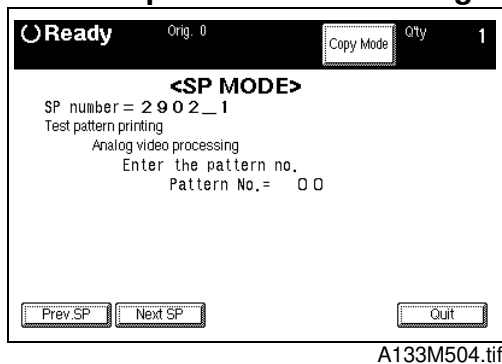 Ready Orig. 0 Copy Mode Q'ty 1
<SP MODE>
SP number = 2902_1
Test pattern printing
Analog video processing
Enter the pattern no.
Pattern No.= 00
Prev.SP Next SP Quit
A133M504.tif